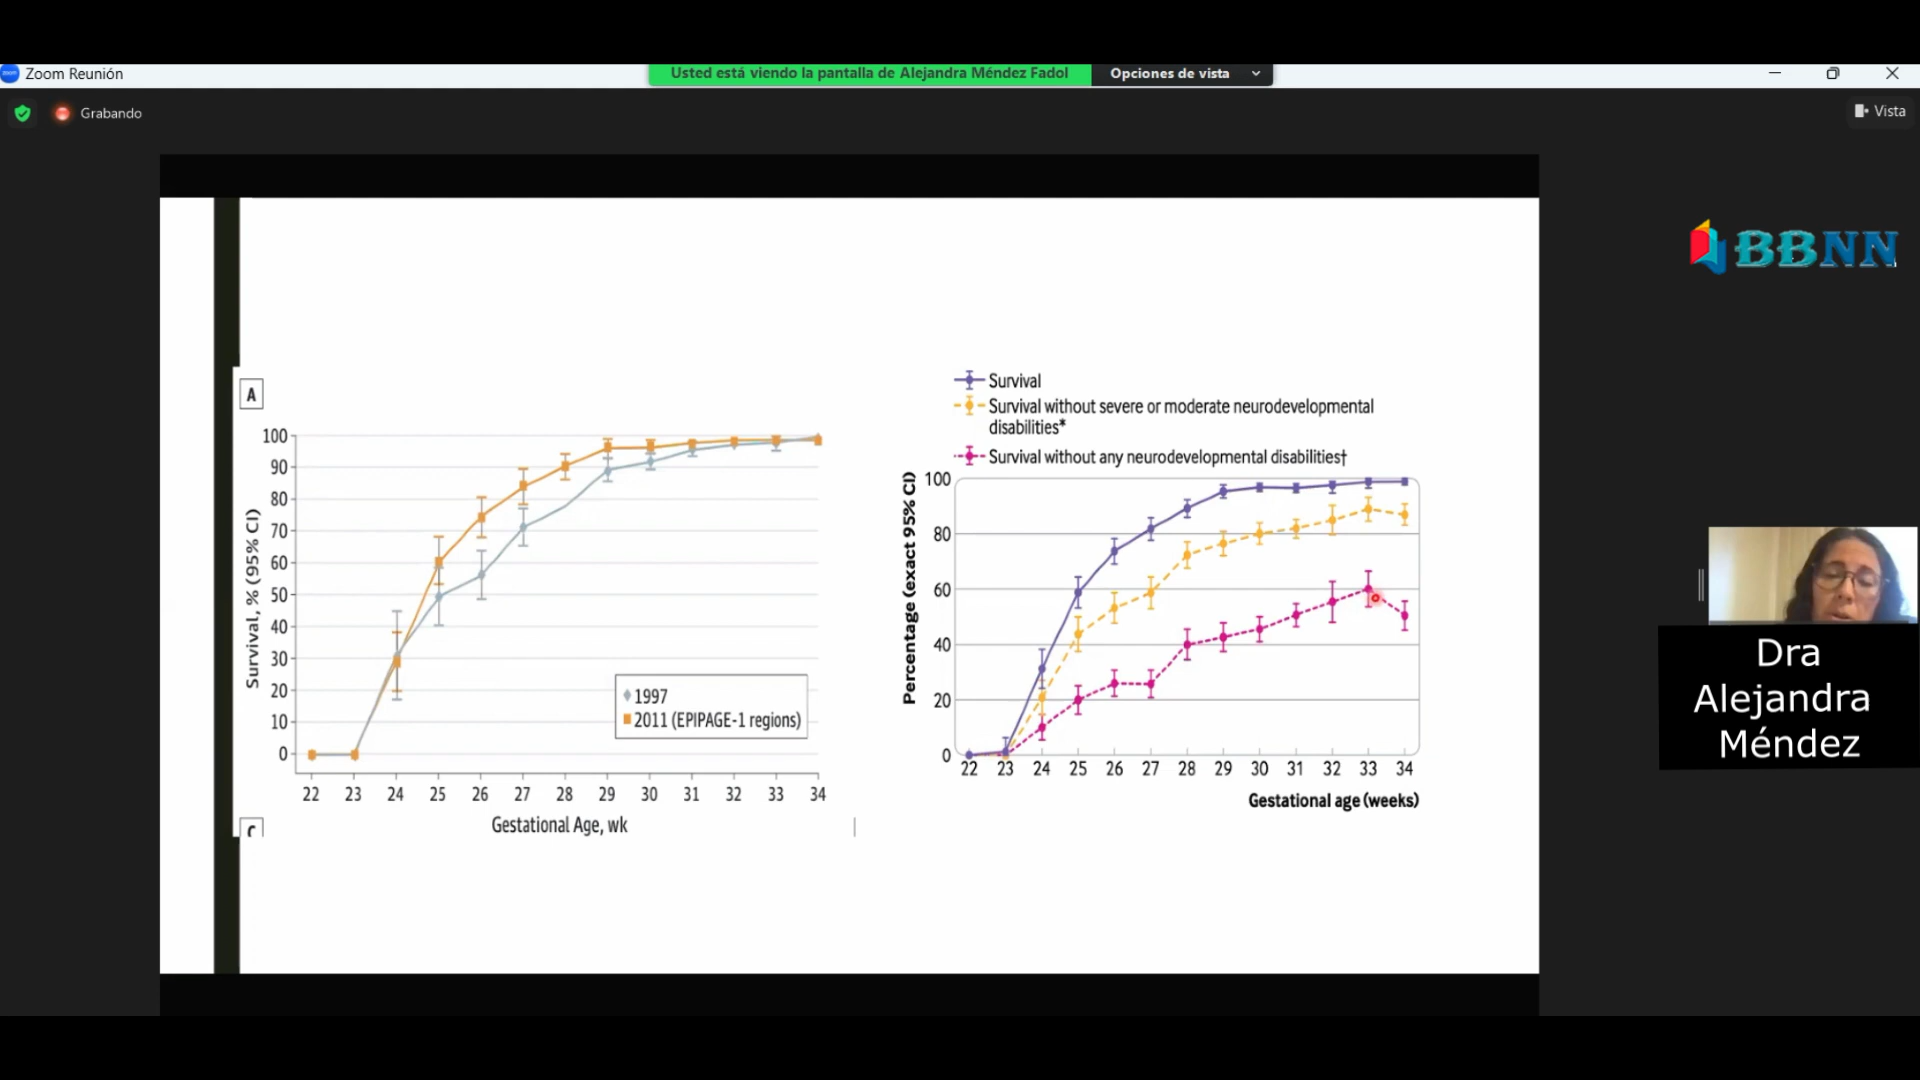 Zoom Reunión
Usted está viendo la pantalla de Alejandra Méndez Fadol
Opciones de vista
Grabando
Vista
BBNN
A
Survival, % (95% CI)
100
90
80
70
60
50
40
30
20
10
0
1997
2011 (EPIPAGE-1 regions)
22 23 24 25 26 27 28 29 30 31 32 33 34
Gestational Age, wk
C
Survival
Survival without severe or moderate neurodevelopmental
disabilities*
Survival without any neurodevelopmental disabilities†
Percentage (exact 95% CI)
100
80
60
40
20
0
22 23 24 25 26 27 28 29 30 31 32 33 34
Gestational age (weeks)
Dra
Alejandra
Méndez